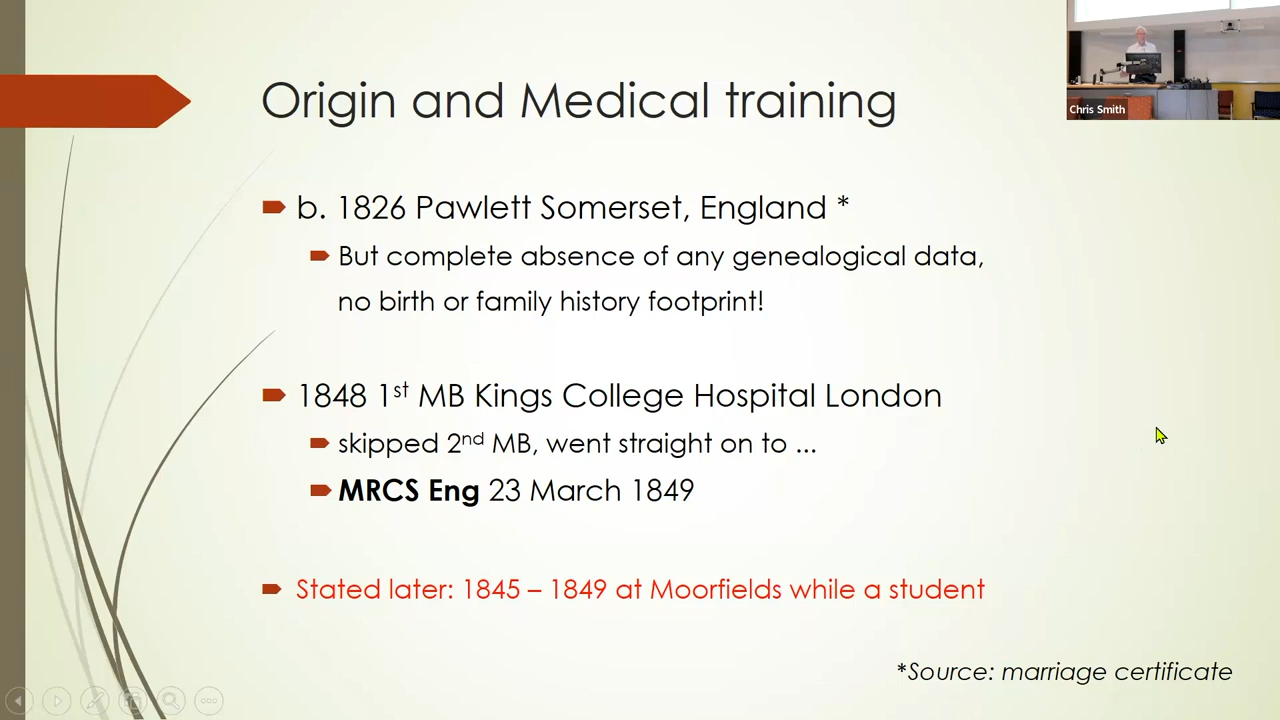 Origin and Medical training
Chris Smith
b. 1826 Pawlett Somerset, England *
But complete absence of any genealogical data,
no birth or family history footprint!
1848 1st MB Kings College Hospital London
skipped 2nd MB, went straight on to ...
MRCS Eng 23 March 1849
Stated later: 1845 – 1849 at Moorfields while a student
*Source: marriage certificate